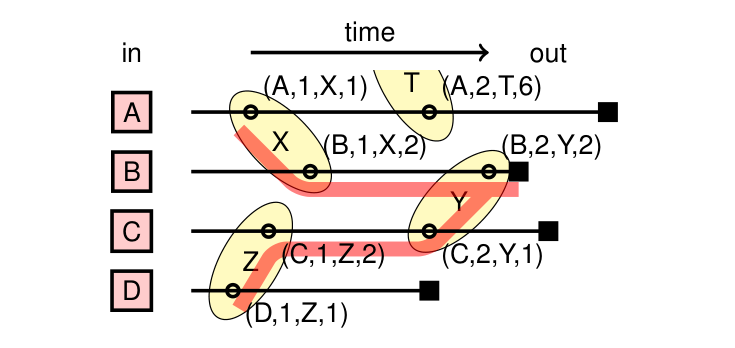 time
in
out
(A,1,X,1)
T
(A,2,T,6)
A
X
(B,1,X,2)
(B,2,Y,2)
B
Y
C
Z
(C,1,Z,2)
(C,2,Y,1)
D
(D,1,Z,1)